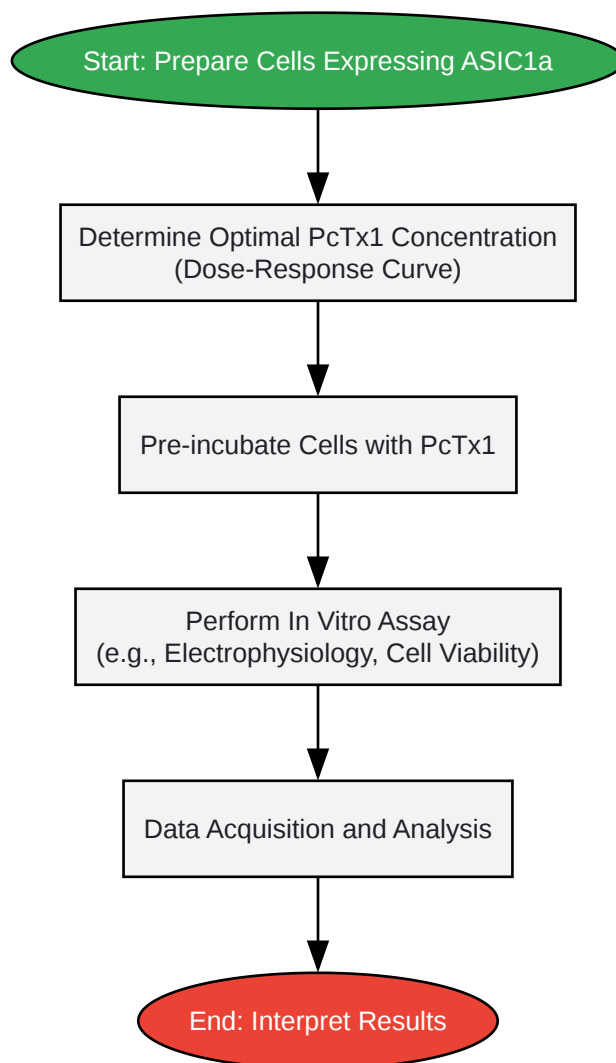 Start: Prepare Cells Expressing ASIC1a
Determine Optimal PcTx1 Concentration
(Dose-Response Curve)
Pre-incubate Cells with PcTx1
Perform In Vitro Assay
(e.g., Electrophysiology, Cell Viability)
Data Acquisition and Analysis
End: Interpret Results